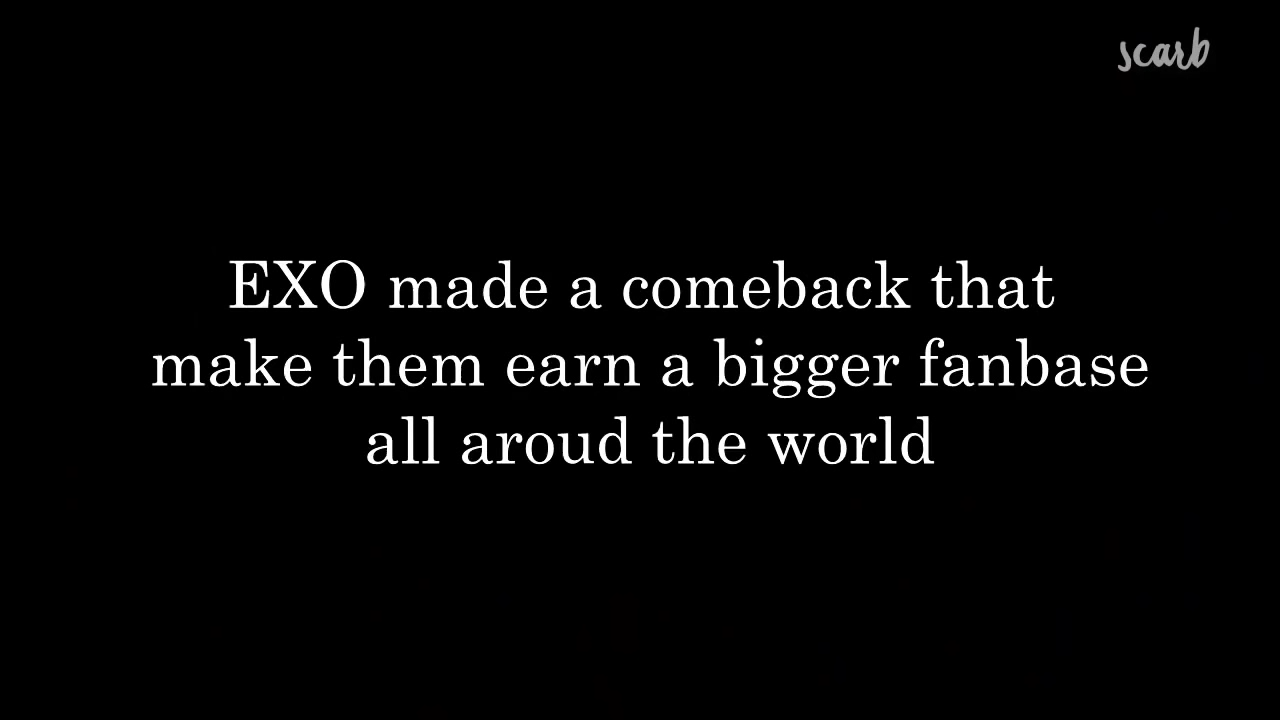 scarb
EXO made a comeback that
make them earn a bigger fanbase
all aroud the world